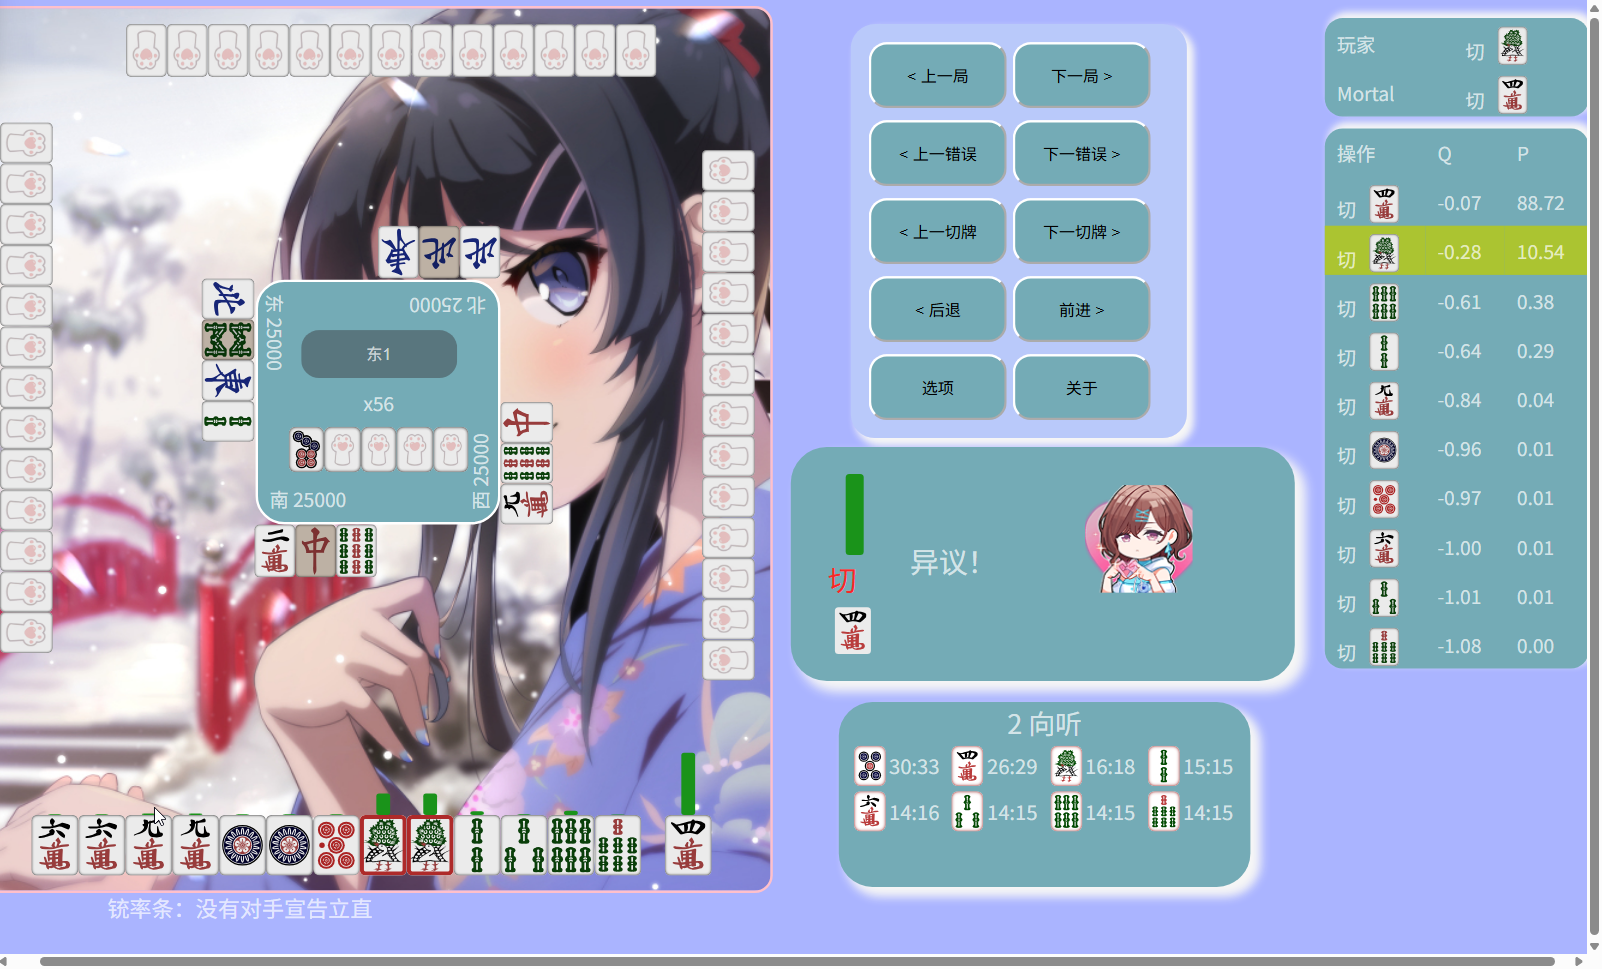 东 25000
北 25000
东1
x56
南 25000
西 25000
铳率条：没有对手宣告立直
< 上一局
下一局 >
< 上一错误
下一错误 >
< 上一切牌
下一切牌 >
< 后退
前进 >
选项
关于
切
异议！
2 向听
30:33
26:29
16:18
15:15
14:16
14:15
14:15
14:15
玩家 切
Mortal 切
操作 Q P
切 -0.07 88.72
切 -0.28 10.54
切 -0.61 0.38
切 -0.64 0.29
切 -0.84 0.04
切 -0.96 0.01
切 -0.97 0.01
切 -1.00 0.01
切 -1.01 0.01
切 -1.08 0.00